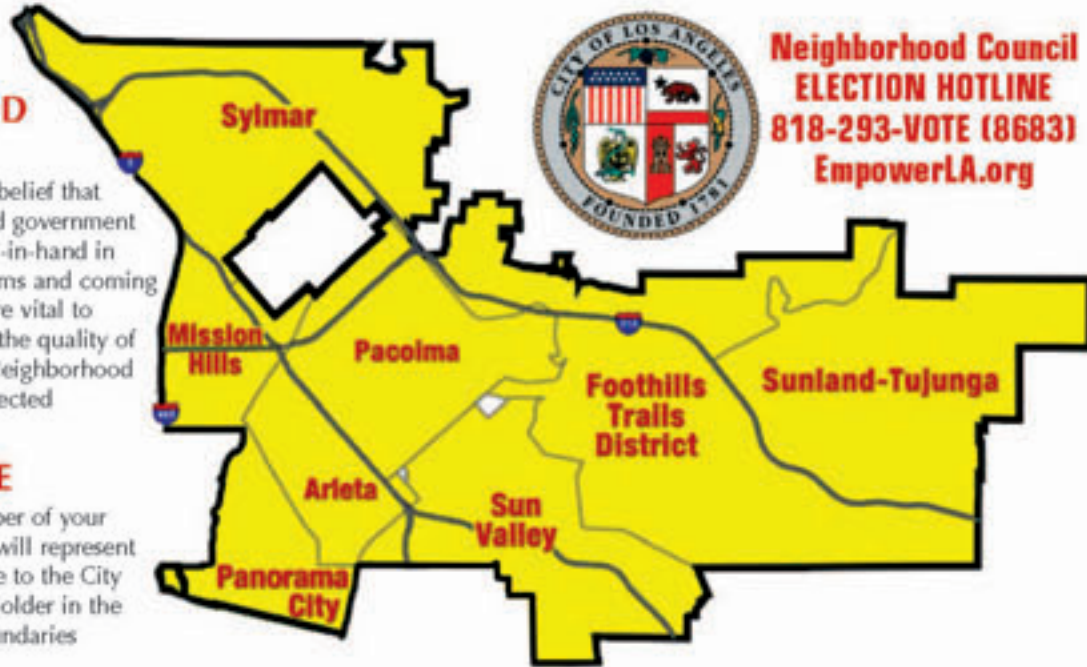 D
belief that
d government
-in-hand in
ms and coming
re vital to
the quality of
Neighborhood
ected
E
ber of your
will represent
e to the City
older in the
ndaries
CITY OF LOS ANGELES
FOUNDED 1781
Neighborhood Council
ELECTION HOTLINE
818-293-VOTE (8683)
EmpowerLA.org
Sylmar
5
Mission
Hills
Pacoima
Foothills
Trails
District
Sunland-Tujunga
Arleta
Sun
Valley
Panorama
City